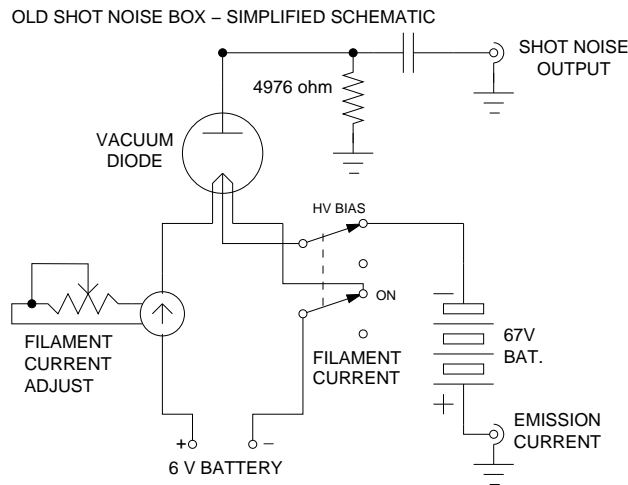 OLD SHOT NOISE BOX – SIMPLIFIED SCHEMATIC
SHOT NOISE
OUTPUT
4976 ohm
VACUUM
DIODE
HV BIAS
ON
FILAMENT
CURRENT
ADJUST
FILAMENT
CURRENT
67V
BAT.
EMISSION
CURRENT
+ –
6 V BATTERY
– +